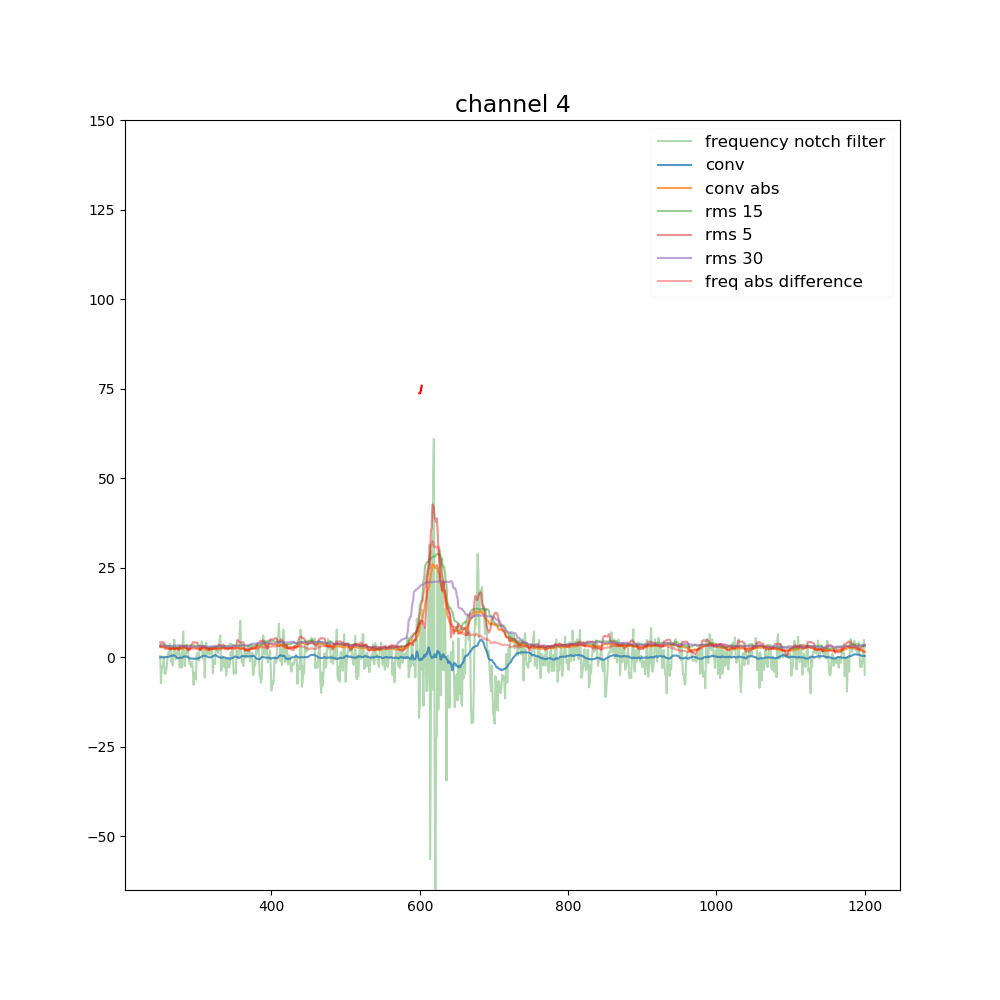 channel 4
150
125
100
75
50
25
0
−25
−50
400 600 800 1000 1200
frequency notch filter
conv
conv abs
rms 15
rms 5
rms 30
freq abs difference